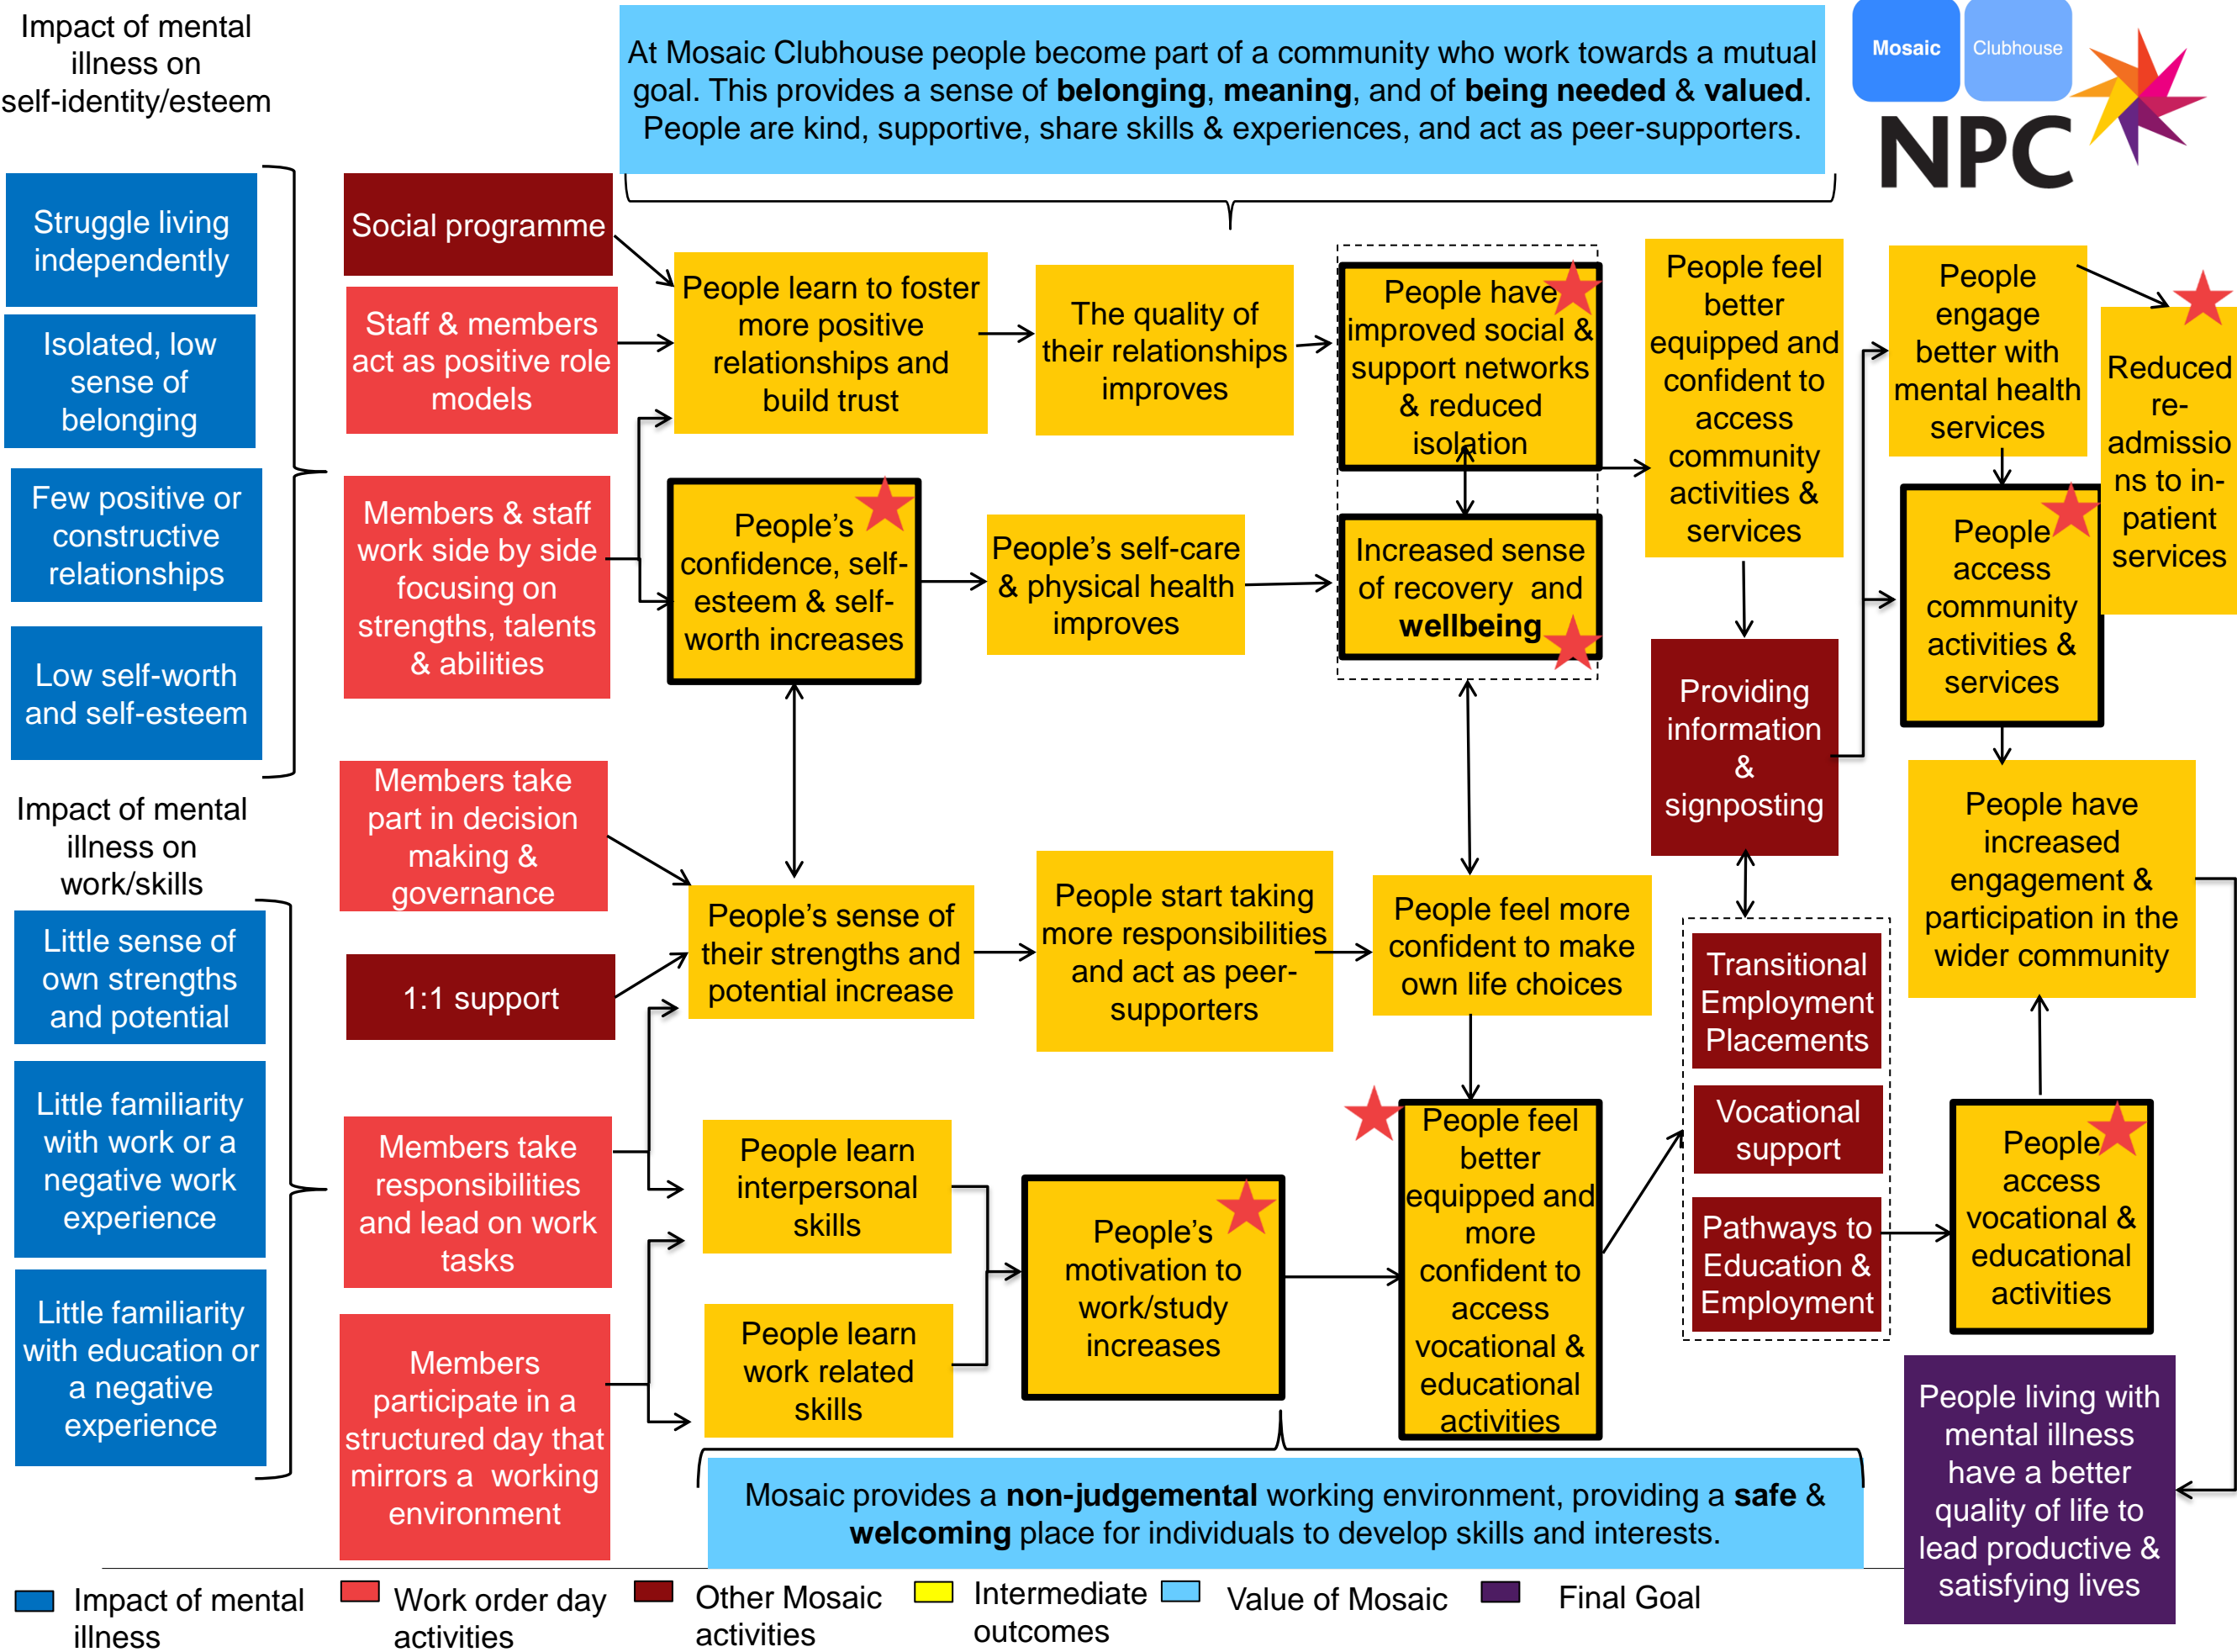 Impact of mental
illness on
self-identity/esteem
At Mosaic Clubhouse people become part of a community who work towards a mutual
goal. This provides a sense of belonging, meaning, and of being needed & valued.
People are kind, supportive, share skills & experiences, and act as peer-supporters.
Mosaic
Clubhouse
NPC
Struggle living
independently
Isolated, low
sense of
belonging
Few positive or
constructive
relationships
Low self-worth
and self-esteem
Social programme
Staff & members
act as positive role
models
Members & staff
work side by side
focusing on
strengths, talents
& abilities
People learn to foster
more positive
relationships and
build trust
The quality of
their relationships
improves
People have
improved social &
support networks
& reduced
isolation
People's
confidence, self-
esteem & self-
worth increases
People's self-care
& physical health
improves
Increased sense
of recovery and
wellbeing
People feel
better
equipped and
confident to
access
community
activities &
services
People
engage
better with
mental health
services
Reduced
re-
admissio
ns to in-
patient
services
People
access
community
activities &
services
Providing
information
&
signposting
Impact of mental
illness on
work/skills
Little sense of
own strengths
and potential
Little familiarity
with work or a
negative work
experience
Little familiarity
with education or
a negative
experience
Members take
part in decision
making &
governance
1:1 support
Members take
responsibilities
and lead on work
tasks
Members
participate in a
structured day that
mirrors a working
environment
People's sense of
their strengths and
potential increase
People start taking
more responsibilities
and act as peer-
supporters
People feel more
confident to make
own life choices
People learn
interpersonal
skills
People learn
work related
skills
People's
motivation to
work/study
increases
People feel
better
equipped and
more
confident to
access
vocational &
educational
activities
Transitional
Employment
Placements
Vocational
support
Pathways to
Education &
Employment
People have
increased
engagement &
participation in the
wider community
People
access
vocational &
educational
activities
People living with
mental illness
have a better
quality of life to
lead productive &
satisfying lives
Mosaic provides a non-judgemental working environment, providing a safe &
welcoming place for individuals to develop skills and interests.
Impact of mental
illness
Work order day
activities
Other Mosaic
activities
Intermediate
outcomes
Value of Mosaic
Final Goal